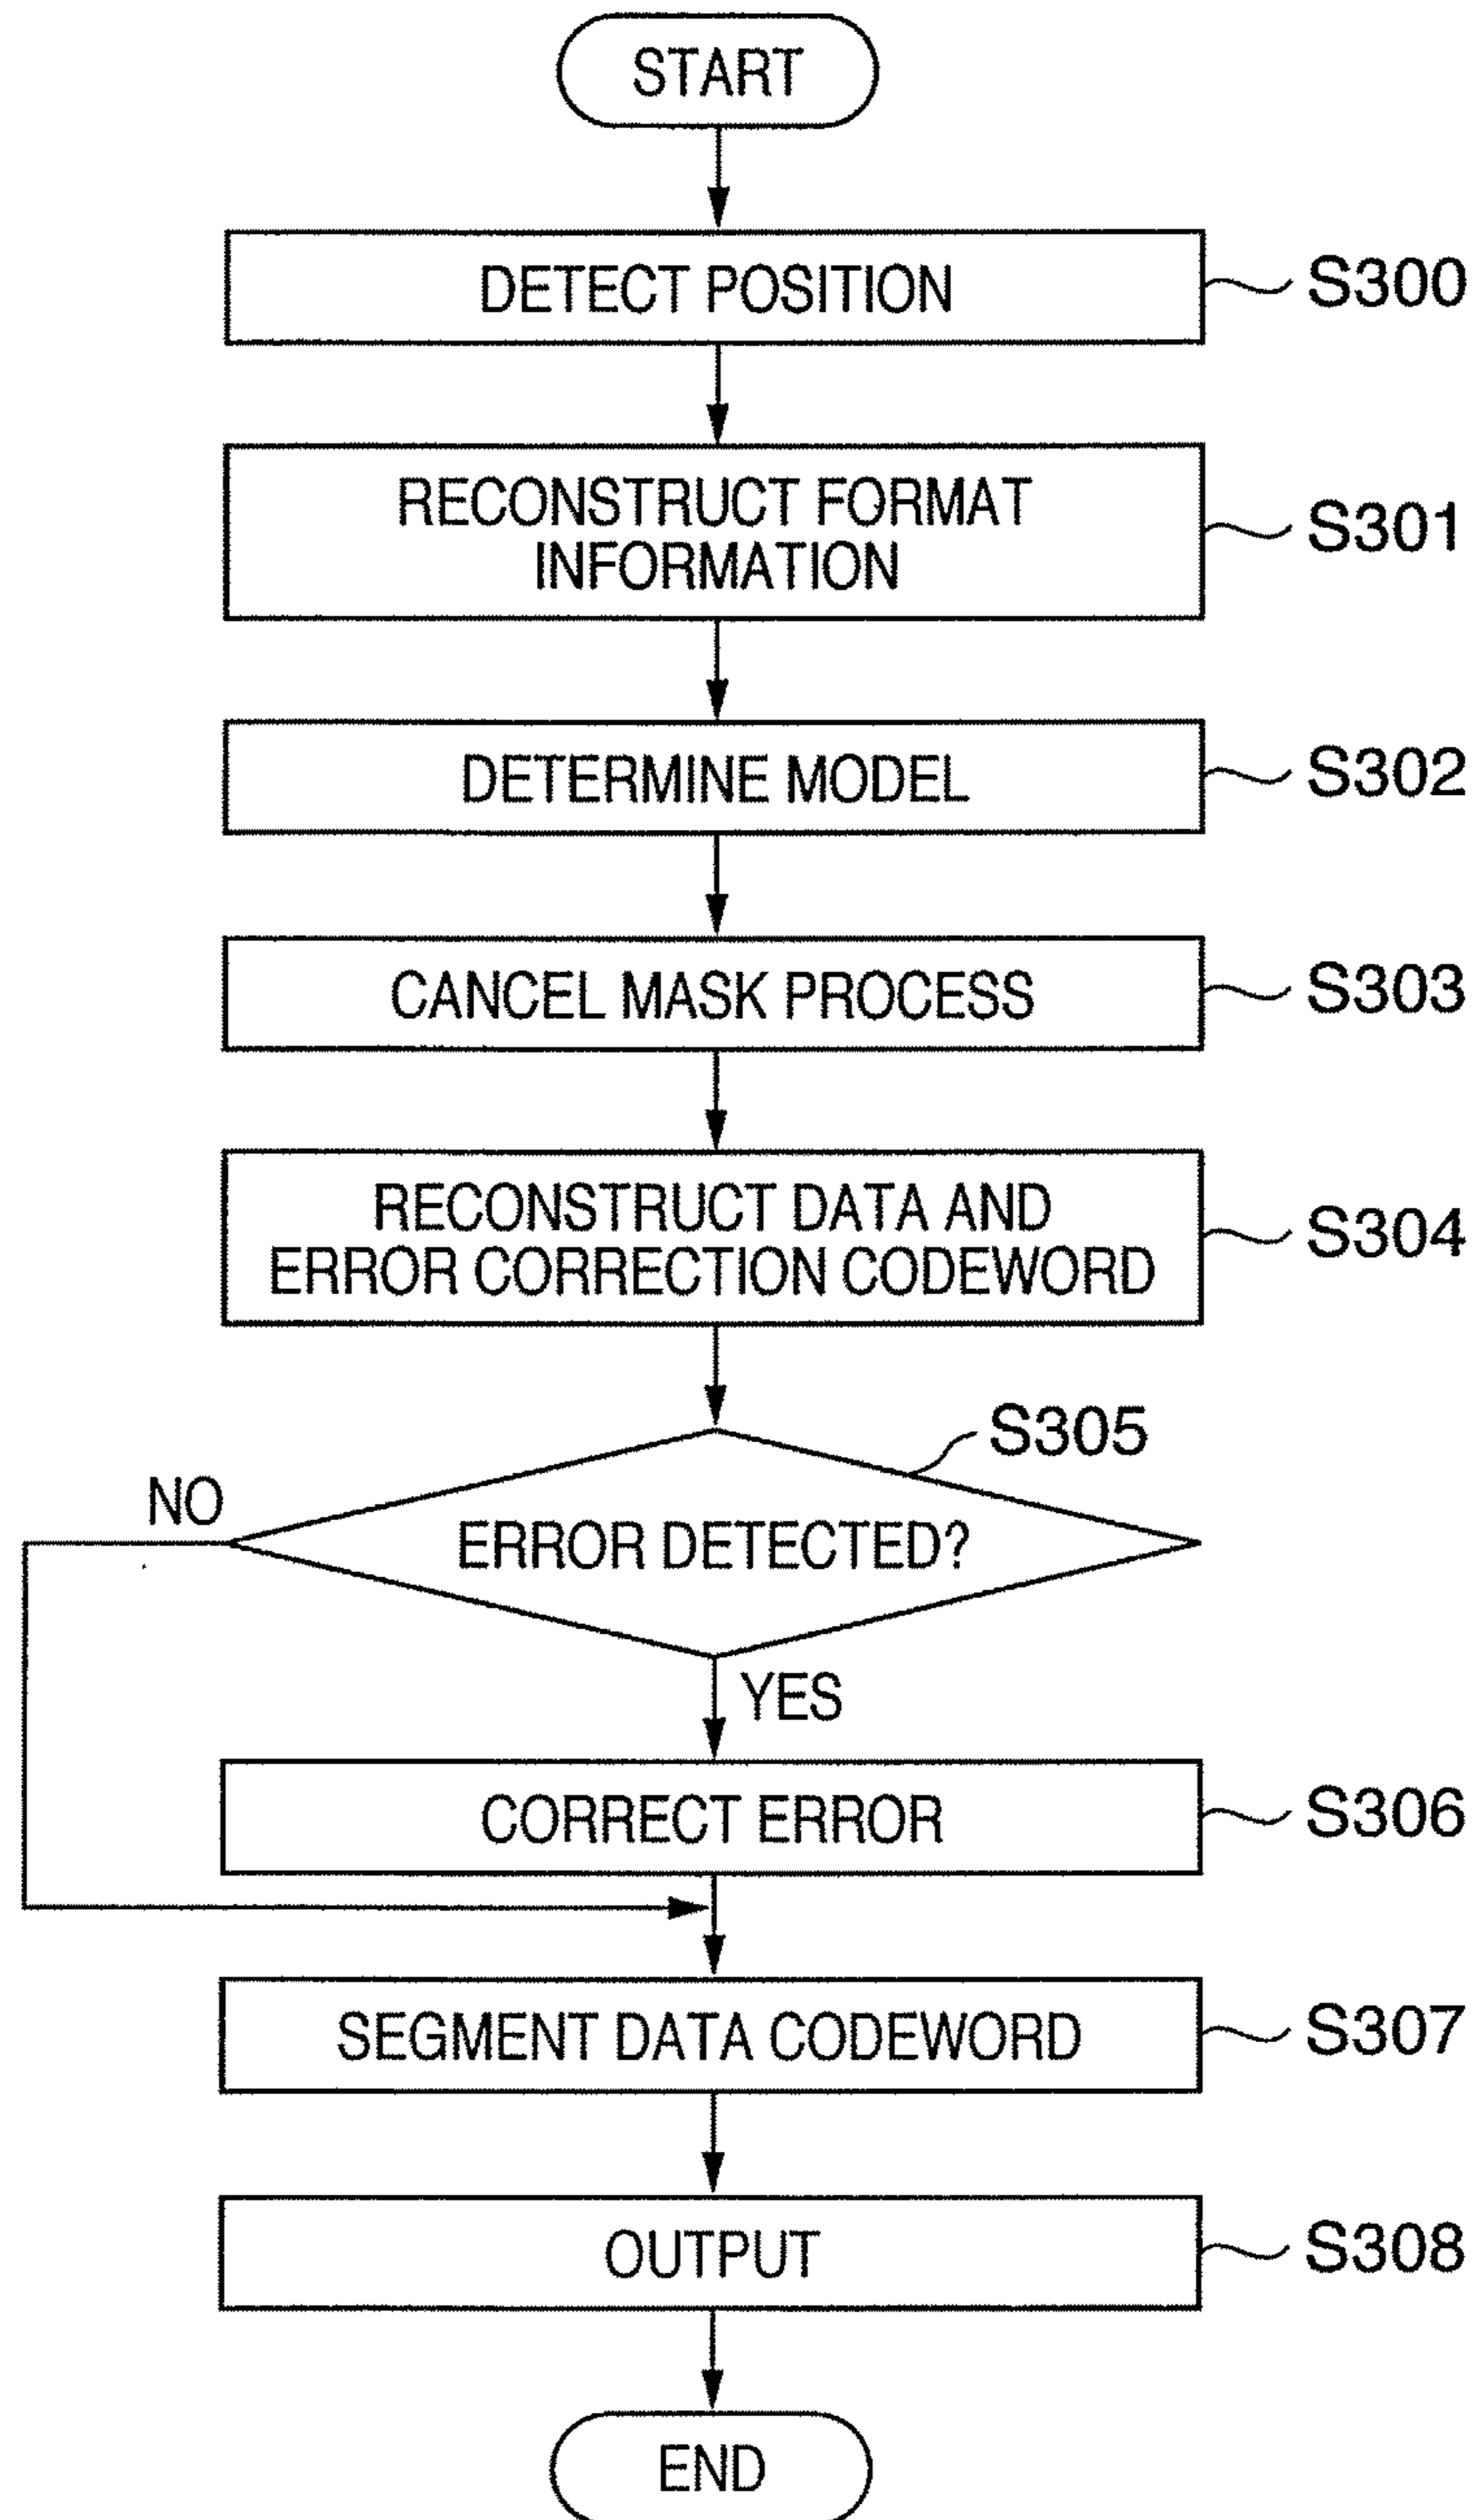 START
DETECT POSITION
S300
RECONSTRUCT FORMAT
INFORMATION
S301
DETERMINE MODEL
S302
CANCEL MASK PROCESS
S303
RECONSTRUCT DATA AND
ERROR CORRECTION CODEWORD
S304
S305
NO
ERROR DETECTED?
YES
CORRECT ERROR
S306
SEGMENT DATA CODEWORD
S307
OUTPUT
S308
END